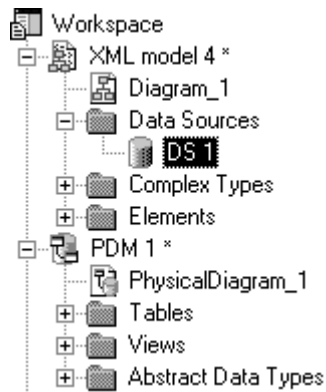 Workspace
XML model 4 *
Diagram_1
Data Sources
DS 1
Complex Types
Elements
PDM 1 *
PhysicalDiagram_1
Tables
Views
Abstract Data Types